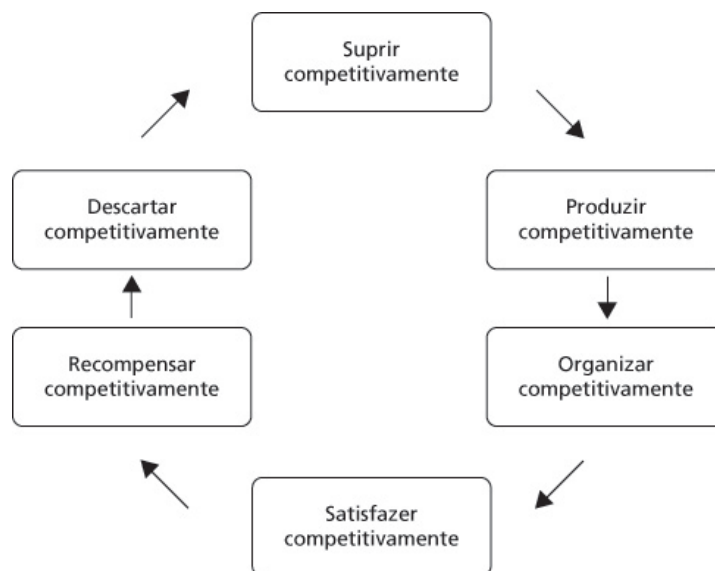 Suprir
competitivamente
Produzir
competitivamente
Organizar
competitivamente
Satisfazer
competitivamente
Recompensar
competitivamente
Descartar
competitivamente